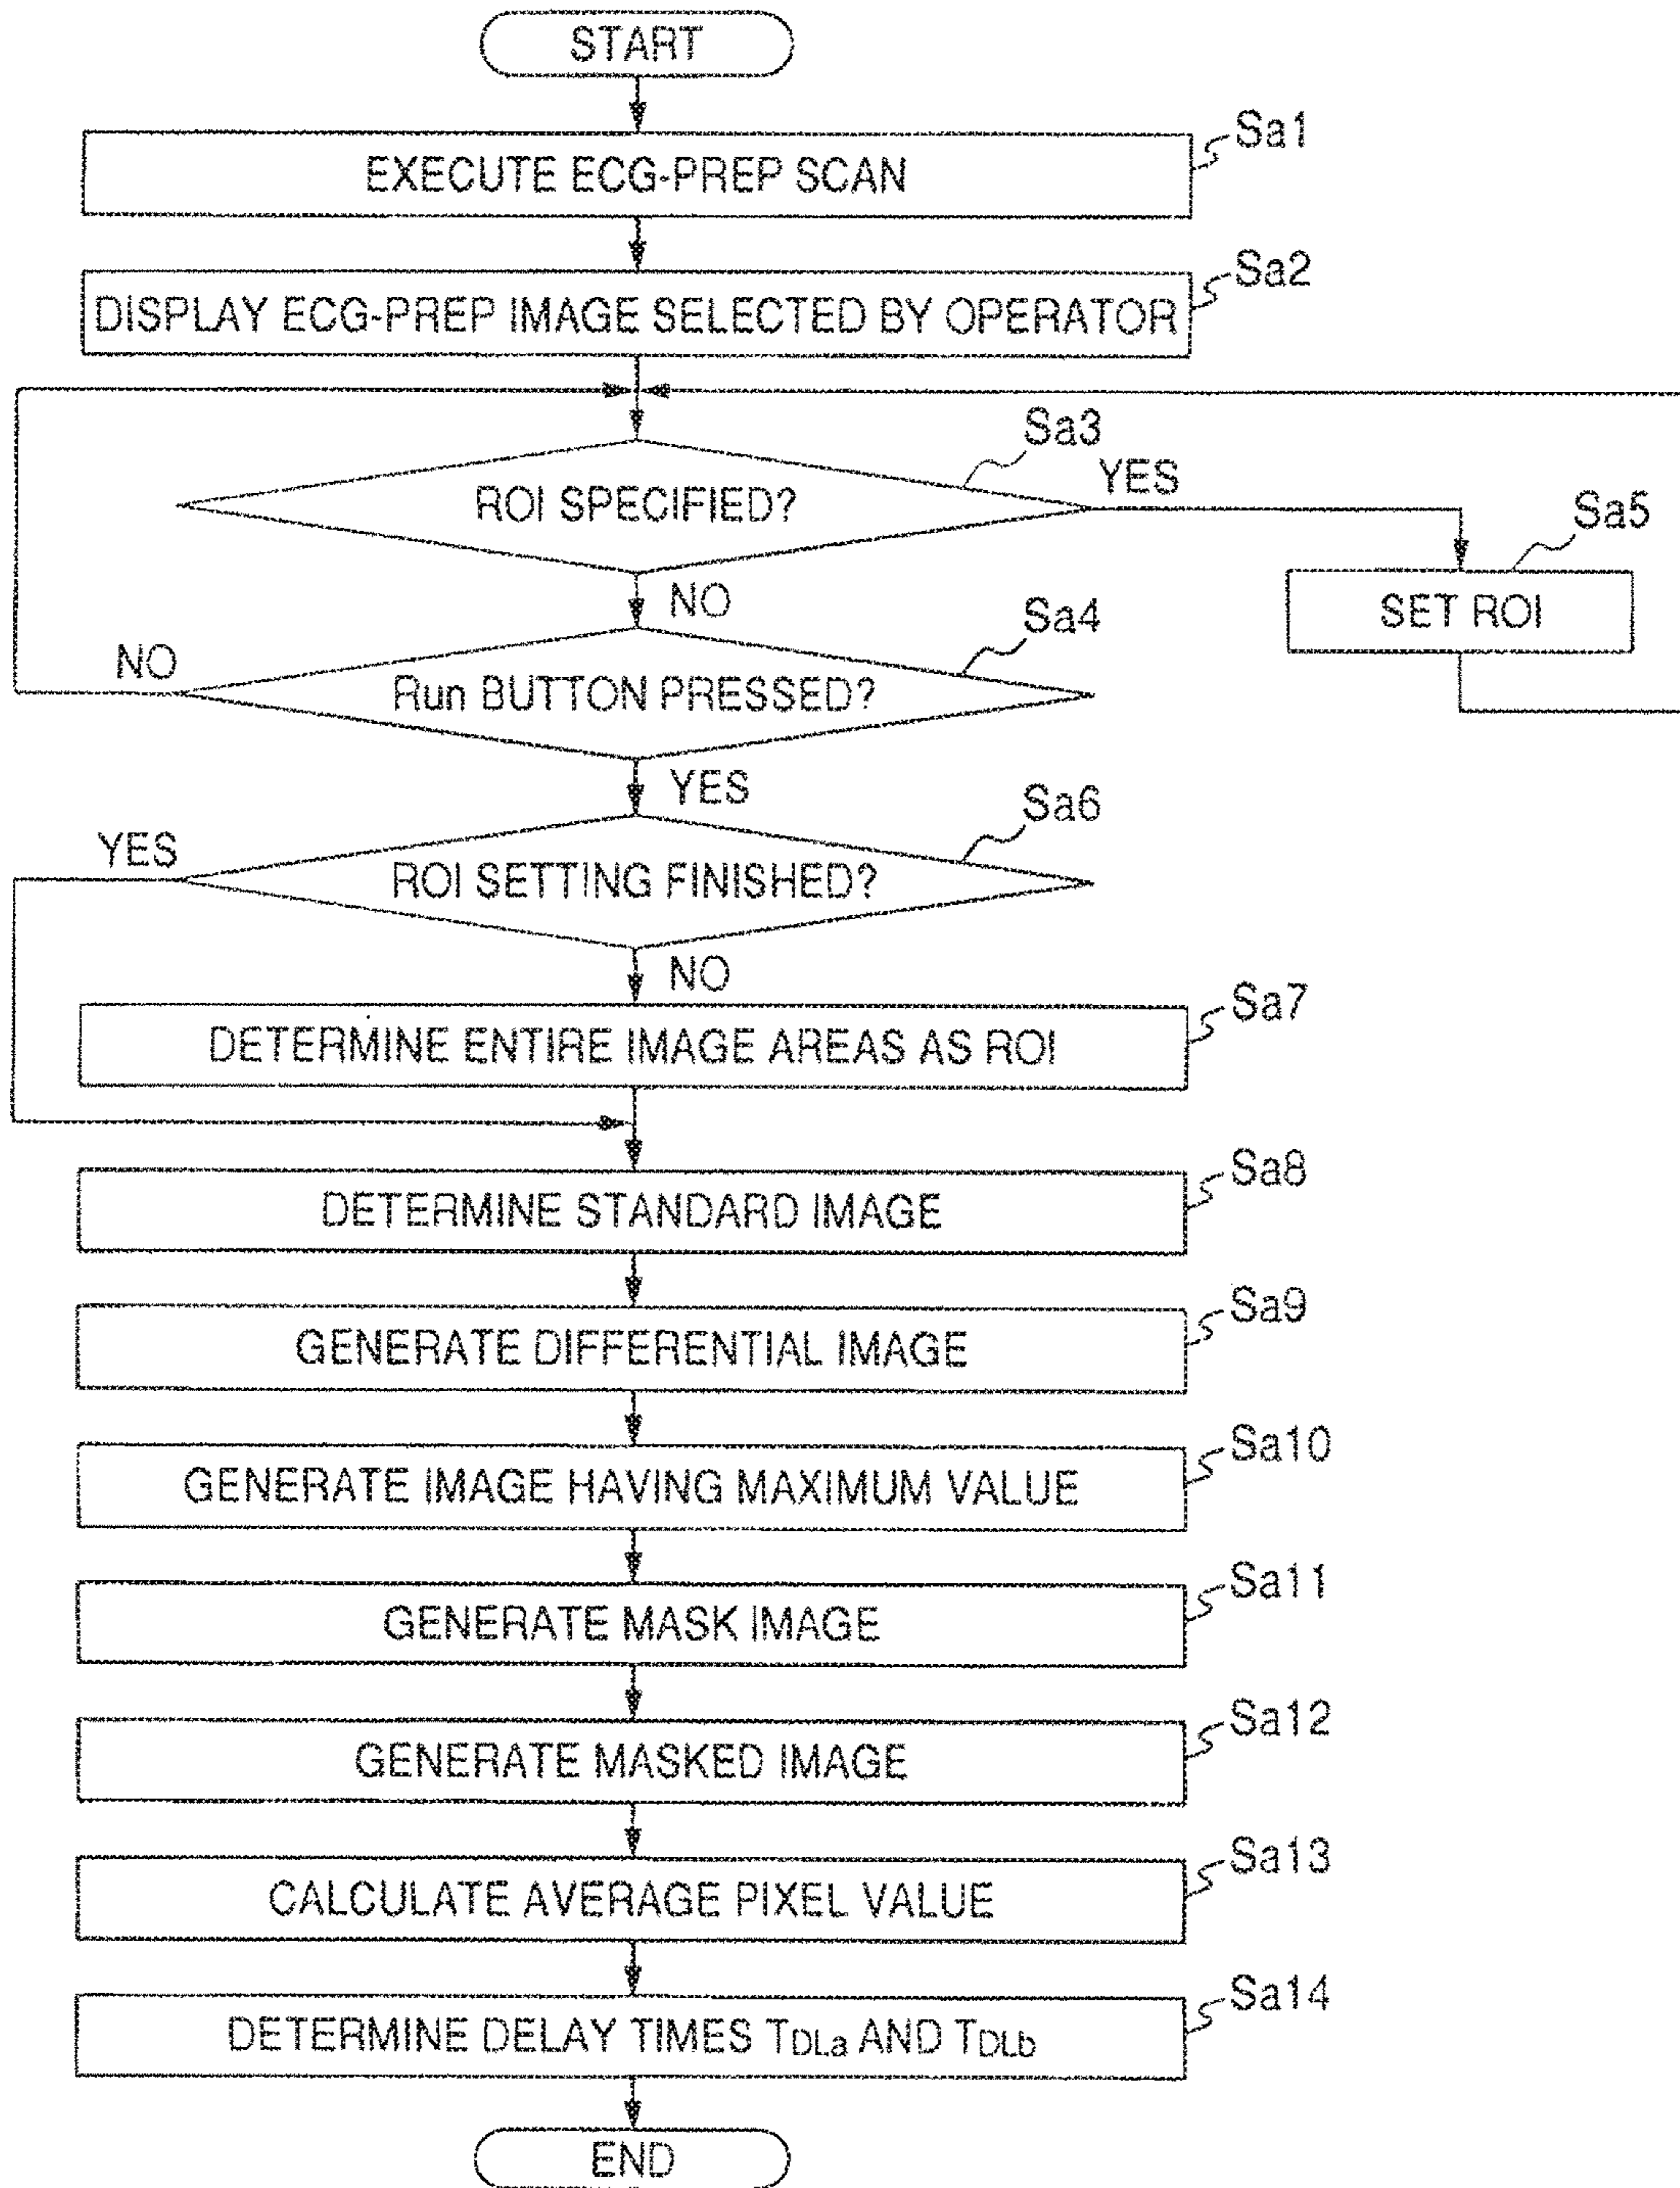 START
Sa1
EXECUTE ECG-PREP SCAN
Sa2
DISPLAY ECG-PREP IMAGE SELECTED BY OPERATOR
Sa3
ROI SPECIFIED?
YES
Sa5
SET ROI
NO
Sa4
NO
Run BUTTON PRESSED?
YES
Sa6
YES
ROI SETTING FINISHED?
NO
Sa7
DETERMINE ENTIRE IMAGE AREAS AS ROI
Sa8
DETERMINE STANDARD IMAGE
Sa9
GENERATE DIFFERENTIAL IMAGE
Sa10
GENERATE IMAGE HAVING MAXIMUM VALUE
Sa11
GENERATE MASK IMAGE
Sa12
GENERATE MASKED IMAGE
Sa13
CALCULATE AVERAGE PIXEL VALUE
Sa14
DETERMINE DELAY TIMES TDLa AND TDLb
END